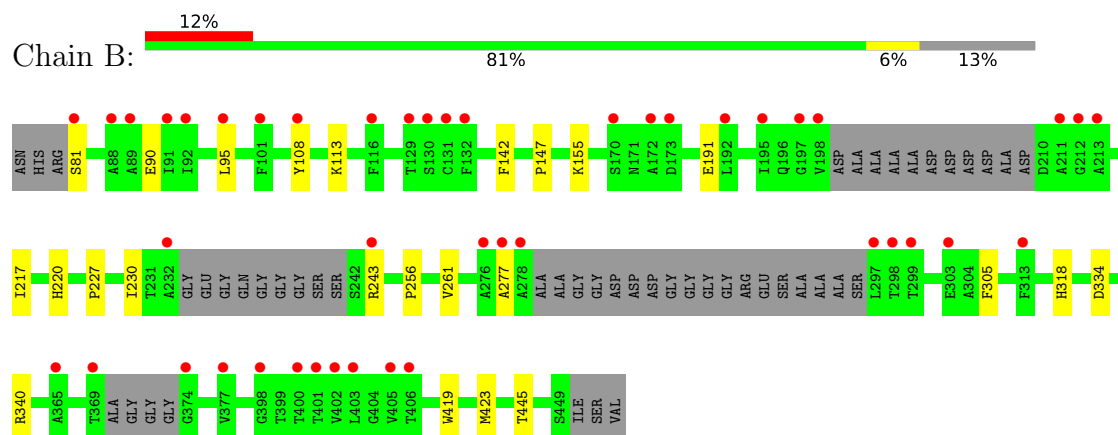 12%
Chain B:
81%
6%
13%
ASN HIS ARG S81 A88 A89 E90 I91 I92 L95 F101 Y108 K113 F116 T129 S130 C131 F132 F142 P147 K155 S170 N171 A172 D173 E191 L192 I195 Q196 G197 V198 ASP ALA ALA ALA ALA ASP ASP ASP ASP ALA ASP D210 A211 G212 A213
I217 H220 P227 I230 T231 A232 GLY GLU GLY GLN GLY GLY GLY SER SER S242 R243 P256 V261 A276 A277 A278 ALA ALA GLY GLY ASP ASP ASP GLY GLY GLY GLY ARG GLU SER ALA ALA ALA SER L297 T298 T299 E303 A304 F305 F313 H318 D334
R340 A365 T369 ALA GLY GLY GLY G374 V377 G398 T399 T400 T401 V402 L403 G404 V405 T406 W419 M423 T445 S449 ILE SER VAL